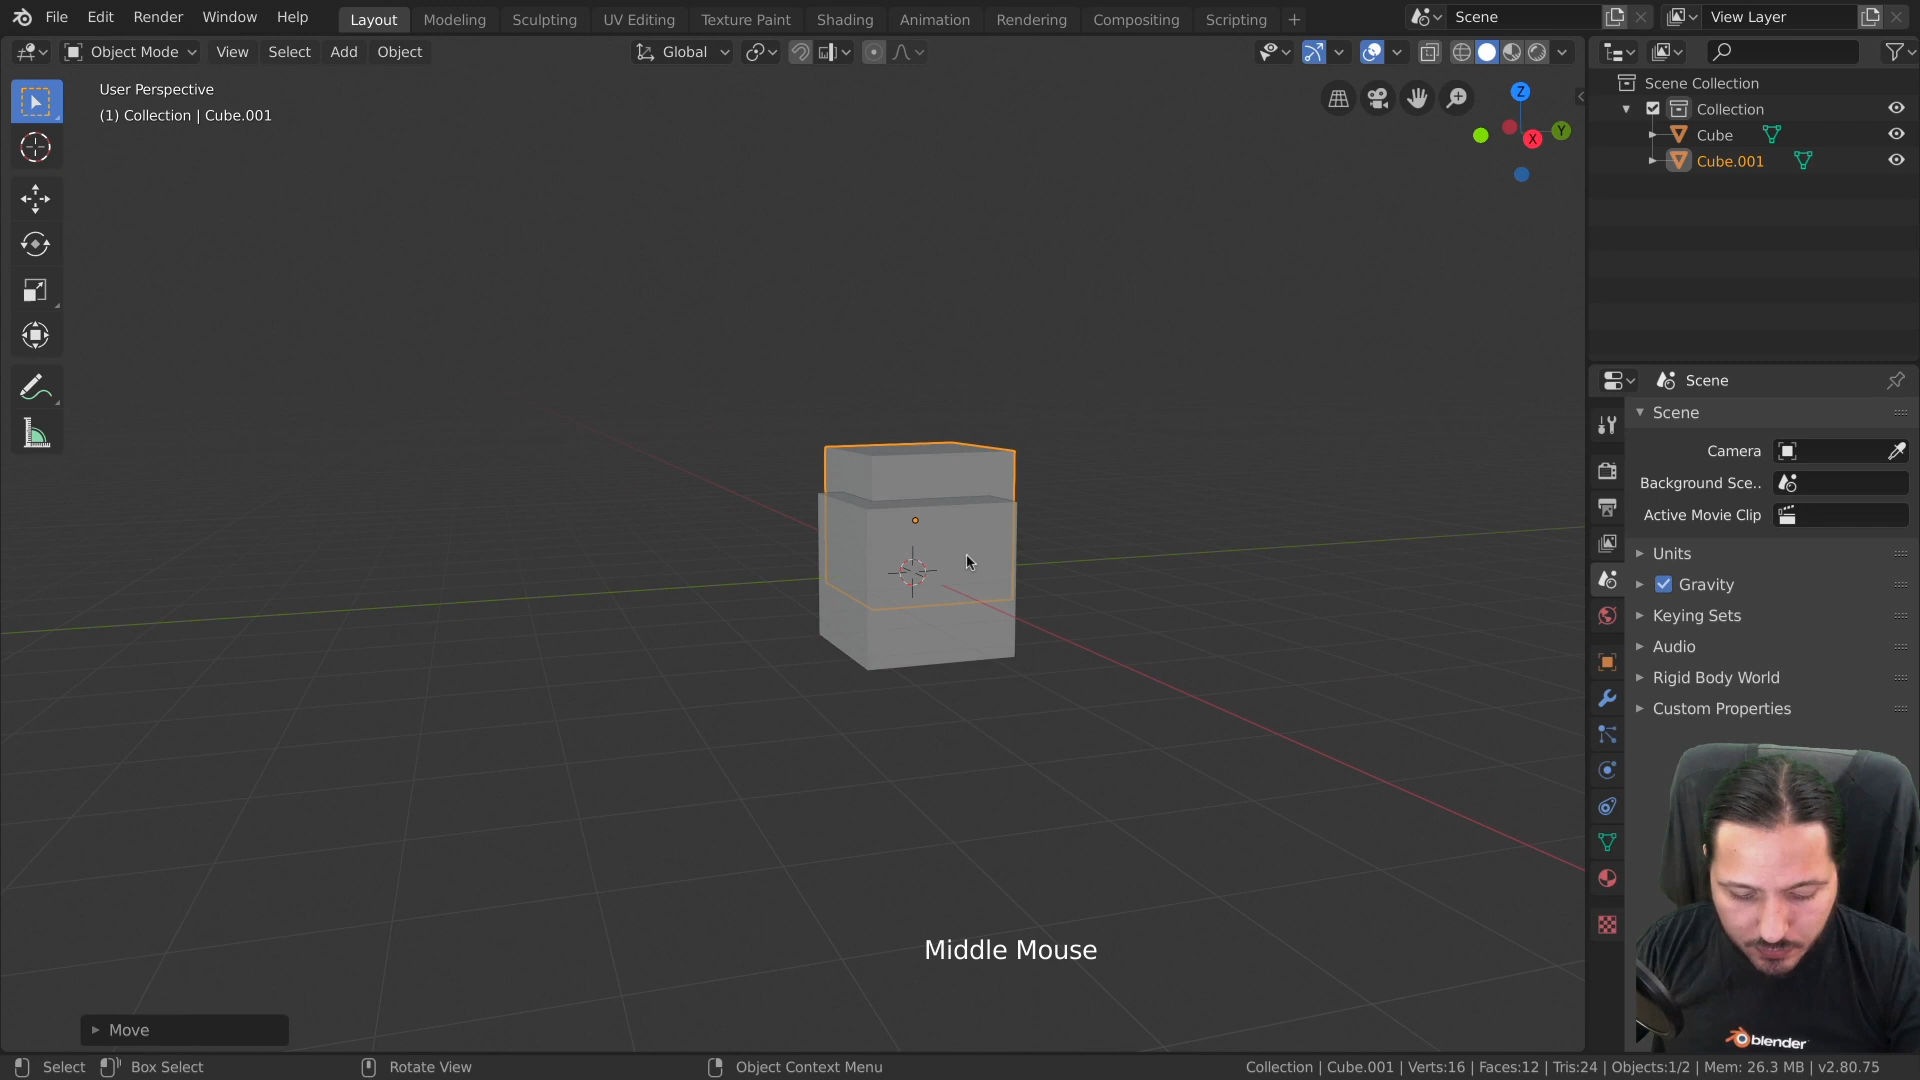 File Edit Render Window Help Layout Modeling Sculpting UV Editing Texture Paint Shading Animation Rendering Compositing Scripting + Scene View Layer
Object Mode View Select Add Object Global
User Perspective
(1) Collection | Cube.001
Z
Y
X
Scene Collection
Collection
Cube
Cube.001
Scene
Scene
Camera
Background Sce..
Active Movie Clip
Units
Gravity
Keying Sets
Audio
Rigid Body World
Custom Properties
Middle Mouse
Move
blender
Select Box Select Rotate View Object Context Menu Collection | Cube.001 | Verts:16 | Faces:12 | Tris:24 | Objects:1/2 | Mem: 26.3 MB | v2.80.75